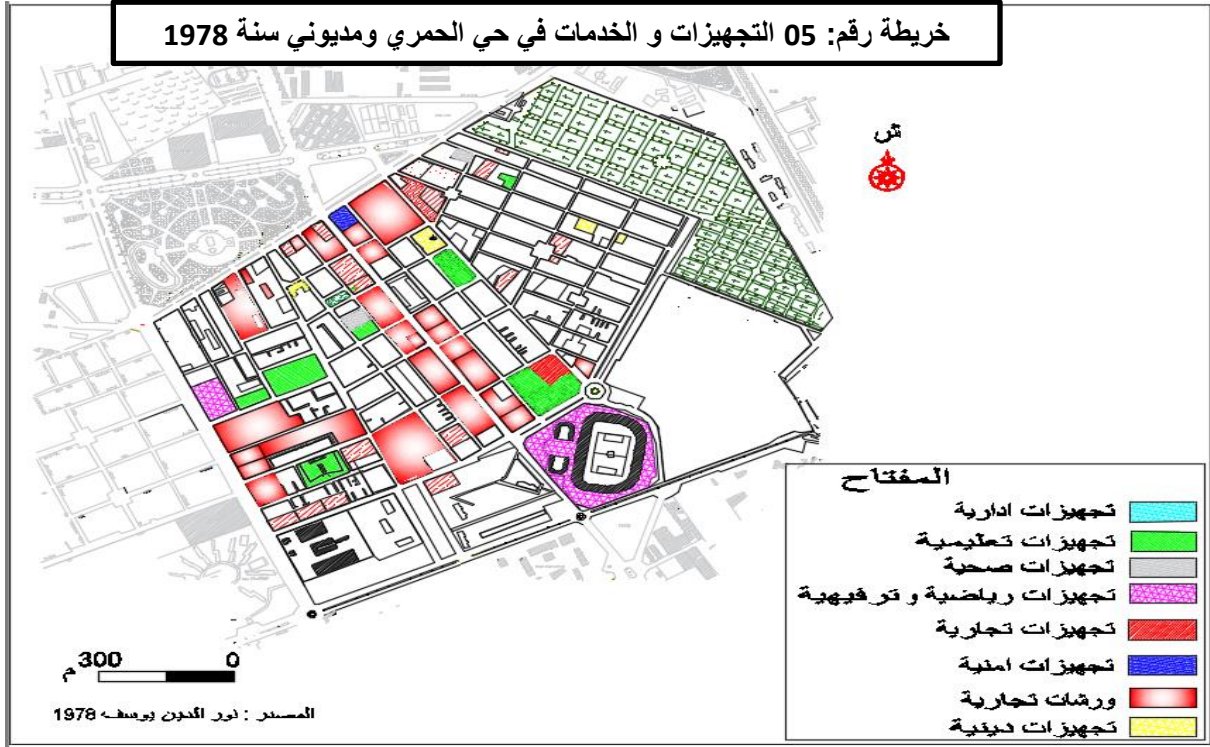 خريطة رقم: 05 التجهيزات و الخدمات في حي الحمري ومديوني سنة 1978
ش
المفتاح
تجهيزات ادارية
تجهيزات تعليمية
تجهيزات صحية
تجهيزات رياضية و ترفيهية
تجهيزات تجارية
تجهيزات امنية
ورشات تجارية
تجهيزات دينية
0 300 م
المصدر : نور الدين يوسف 1978